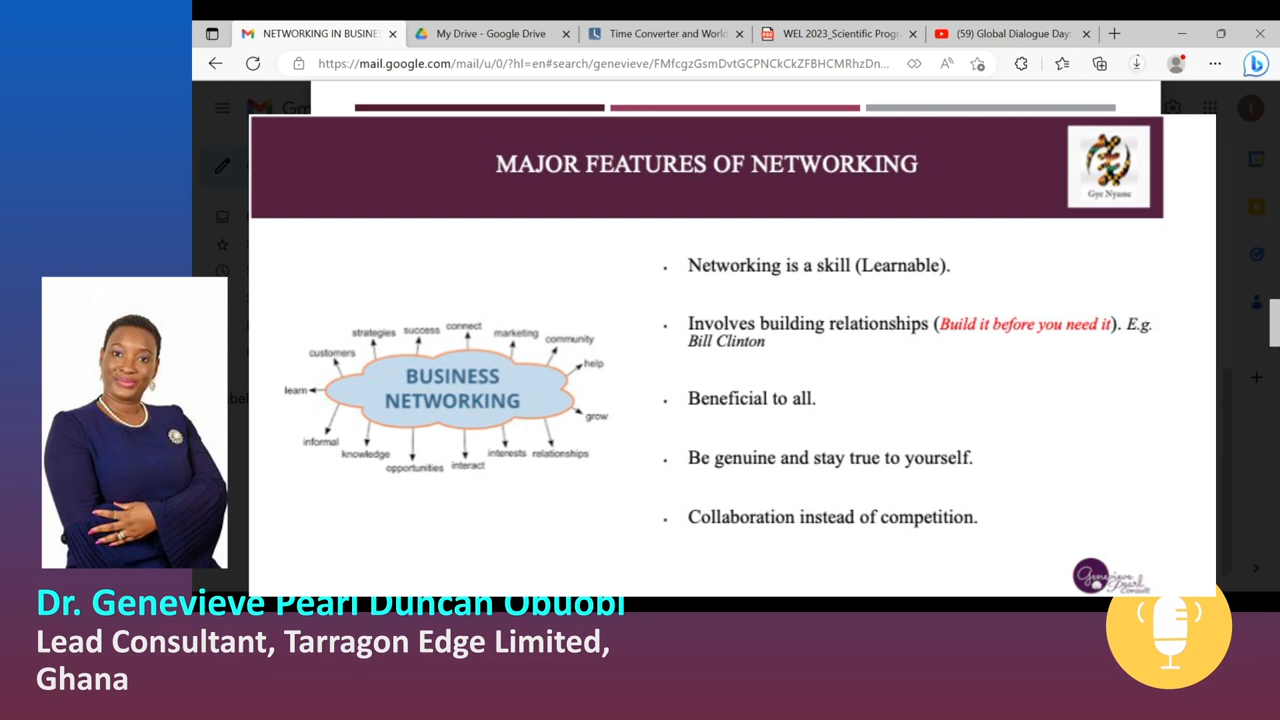 NETWORKING IN BUSINE
My Drive - Google Drive
Time Converter and World
WEL 2023_Scientific Progr
(59) Global Dialogue Day:
https://mail.google.com/mail/u/0/?hl=en#search/genevieve/FMfcgzGsmDvtGCPNCkCkZFBHCMRhzDn...
MAJOR FEATURES OF NETWORKING
Gye Nyame
strategies success connect marketing community
customers help
learn
BUSINESS
NETWORKING
grow
informal knowledge opportunities interact interests relationships
. Networking is a skill (Learnable).
. Involves building relationships (Build it before you need it). E.g.
Bill Clinton
. Beneficial to all.
. Be genuine and stay true to yourself.
. Collaboration instead of competition.
Genevieve
Pearl
Consult
Dr. Genevieve Pearl Duncan Obuobi
Lead Consultant, Tarragon Edge Limited,
Ghana